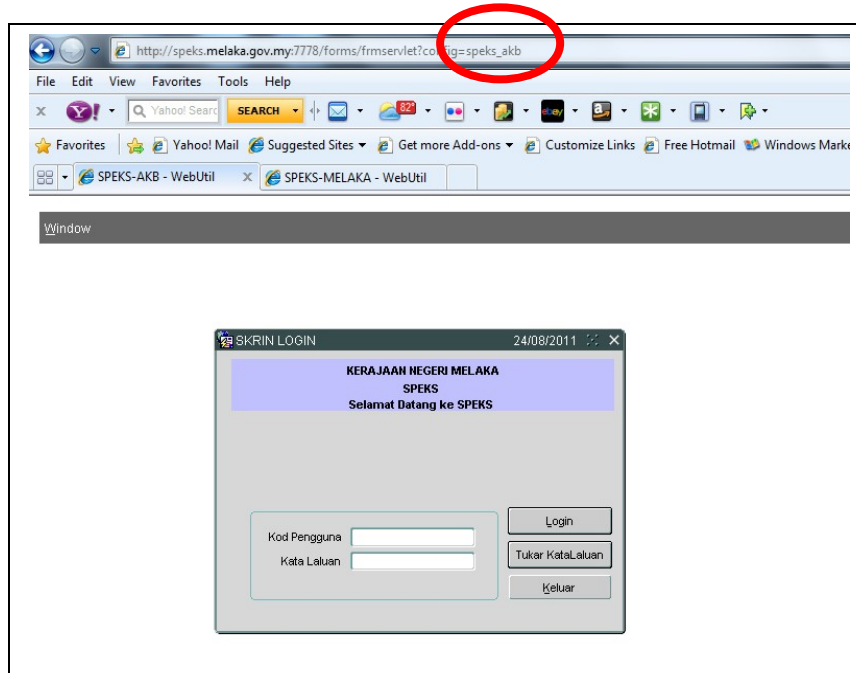 http://speks.melaka.gov.my:7778/forms/frmservlet?config=speks_akb
File Edit View Favorites Tools Help
x Y! Yahoo! Searc SEARCH 82° ebay a
Favorites Yahoo! Mail Suggested Sites Get more Add-ons Customize Links Free Hotmail Windows Marke
SPEKS-AKB - WebUtil x SPEKS-MELAKA - WebUtil
Window
SKRIN LOGIN 24/08/2011
KERAJAAN NEGERI MELAKA
SPEKS
Selamat Datang ke SPEKS
Login
Kod Pengguna
Tukar KataLaluan
Kata Laluan
Keluar